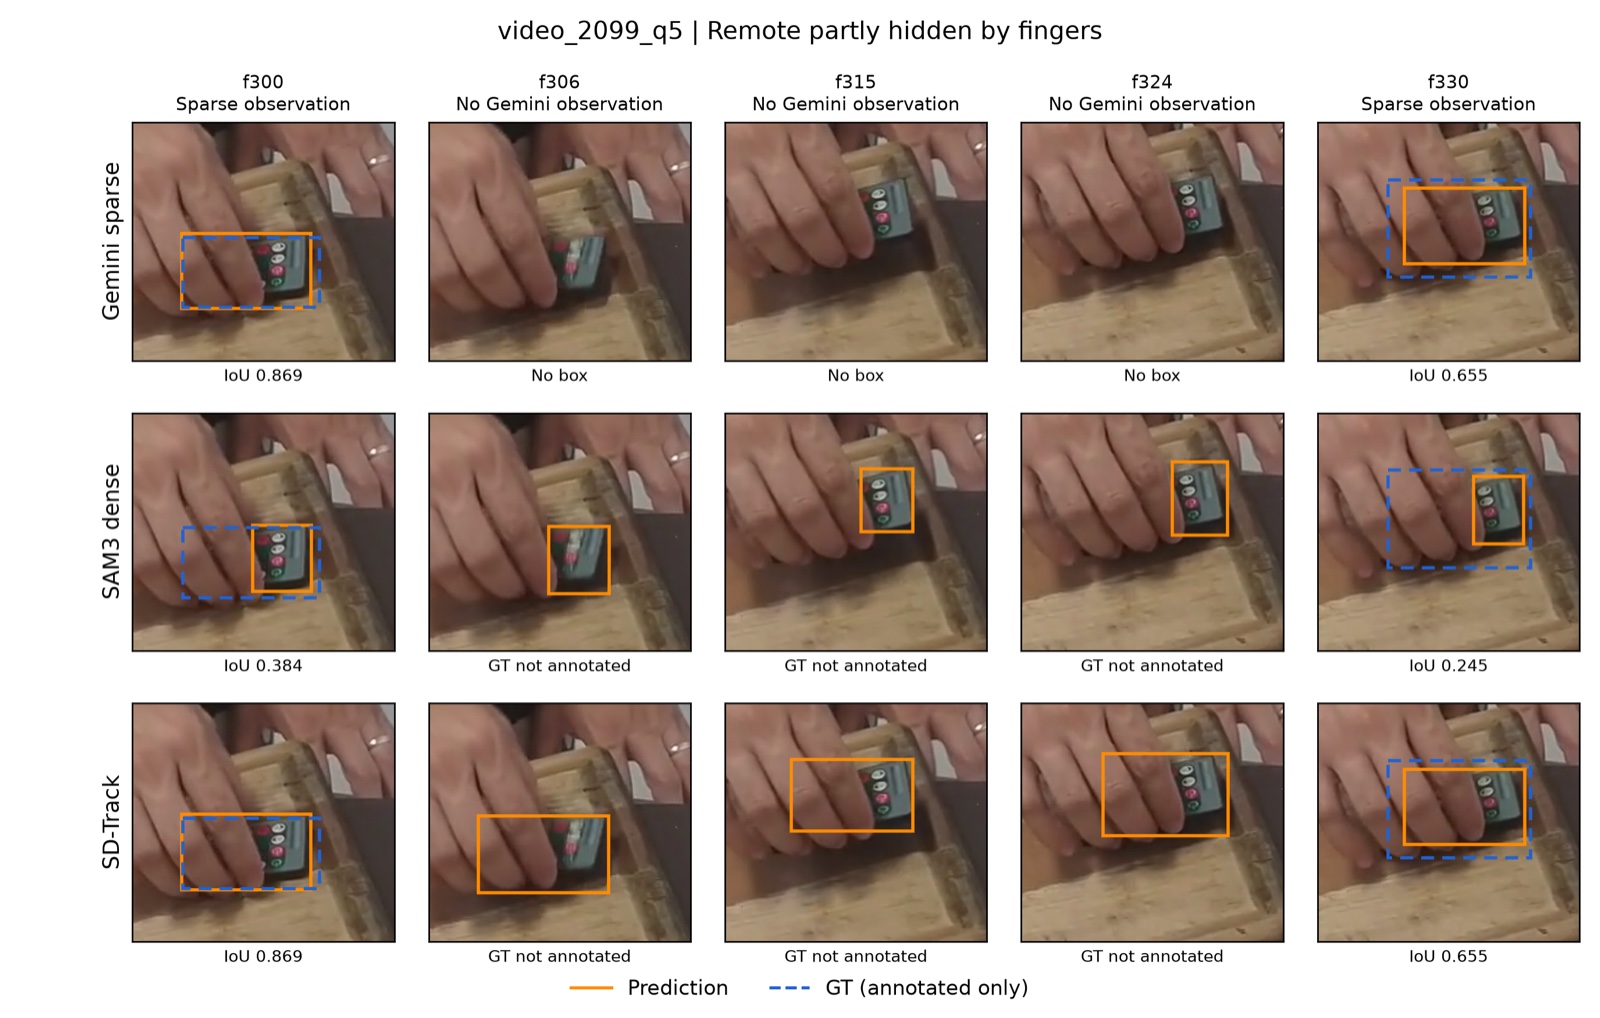 video_2099_q5 | Remote partly hidden by fingers
f300
Sparse observation
f306
No Gemini observation
f315
No Gemini observation
f324
No Gemini observation
f330
Sparse observation
Gemini sparse
IoU 0.869
No box
No box
No box
IoU 0.655
SAM3 dense
IoU 0.384
GT not annotated
GT not annotated
GT not annotated
IoU 0.245
SD-Track
IoU 0.869
GT not annotated
GT not annotated
GT not annotated
IoU 0.655
Prediction
GT (annotated only)